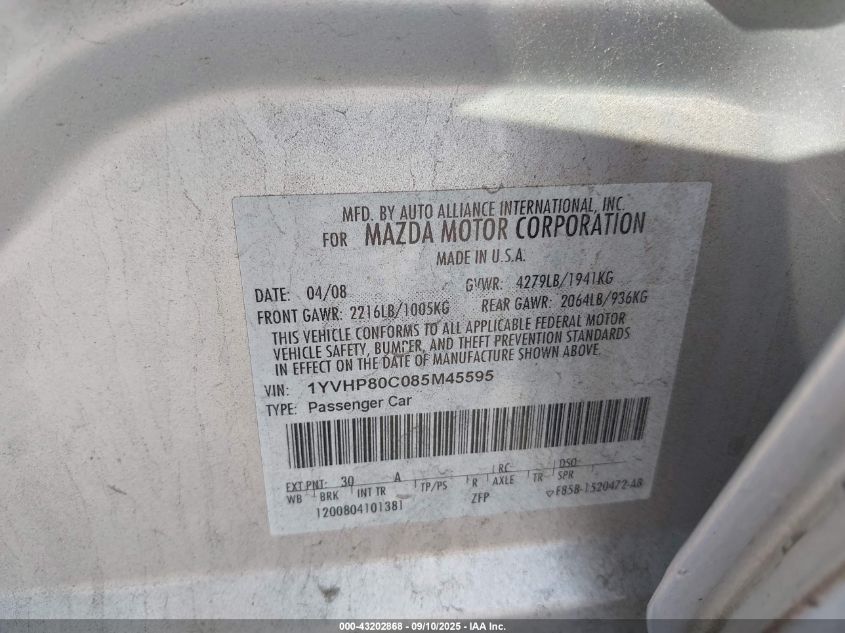 MFD. BY AUTO ALLIANCE INTERNATIONAL, INC.
FOR MAZDA MOTOR CORPORATION
MADE IN U.S.A.
DATE: 04/08 GVWR: 4279LB/1941KG
FRONT GAWR: 2216LB/1005KG REAR GAWR: 2064LB/936KG
THIS VEHICLE CONFORMS TO ALL APPLICABLE FEDERAL MOTOR
VEHICLE SAFETY, BUMPER, AND THEFT PREVENTION STANDARDS
IN EFFECT ON THE DATE OF MANUFACTURE SHOWN ABOVE.
VIN: 1YVHP80C085M45595
TYPE: Passenger Car
EXT PNT: 30 A RC: DSO:
WB BRK INT TR TP/PS R AXLE TR SPR
1200804101381 ZFP F85B-1520472-AB
000-43202868 - 09/10/2025 - IAA Inc.